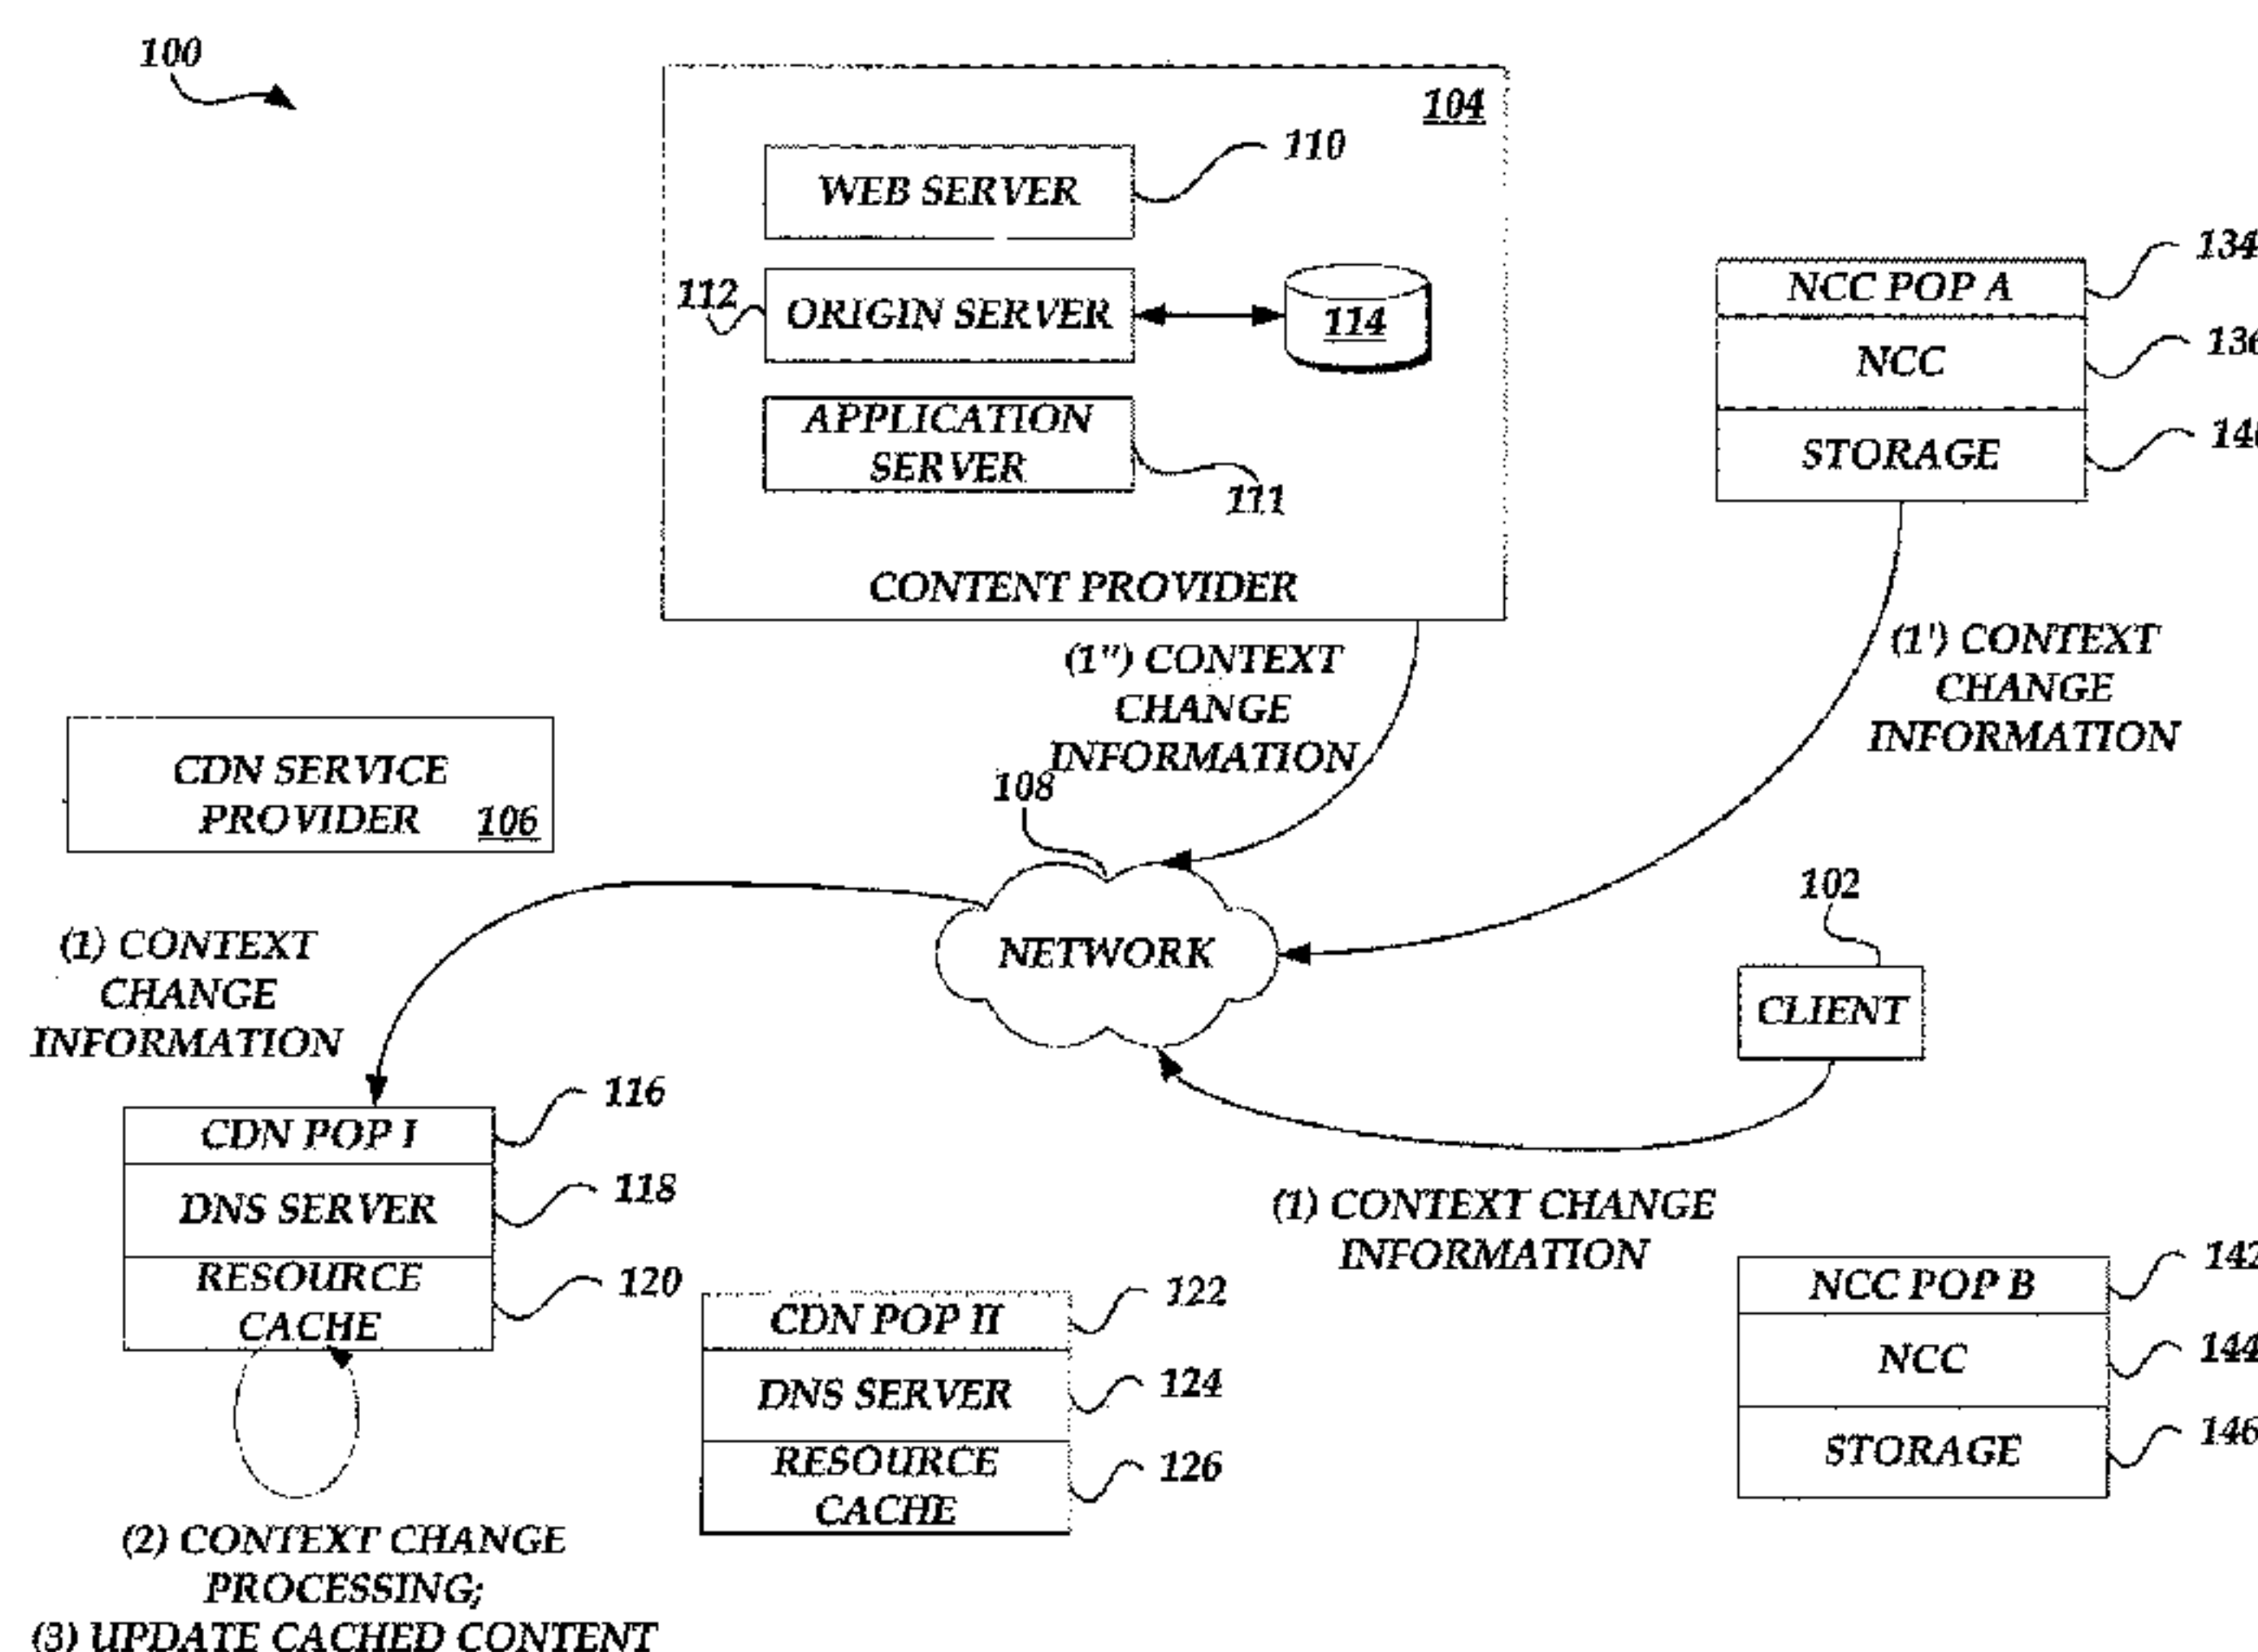 100
104
110
WEB SERVER
112
ORIGIN SERVER
114
APPLICATION
SERVER
111
CONTENT PROVIDER
134
NCC POP A
136
NCC
STORAGE
(1'') CONTEXT
CHANGE
INFORMATION
(1') CONTEXT
CHANGE
INFORMATION
CDN SERVICE
PROVIDER 106
108
NETWORK
102
CLIENT
(1) CONTEXT
CHANGE
INFORMATION
116
CDN POP I
118
DNS SERVER
120
RESOURCE
CACHE
(1) CONTEXT CHANGE
INFORMATION
122
CDN POP II
124
DNS SERVER
126
RESOURCE
CACHE
142
NCC POP B
144
NCC
146
STORAGE
(2) CONTEXT CHANGE
PROCESSING;
(3) UPDATE CACHED CONTENT